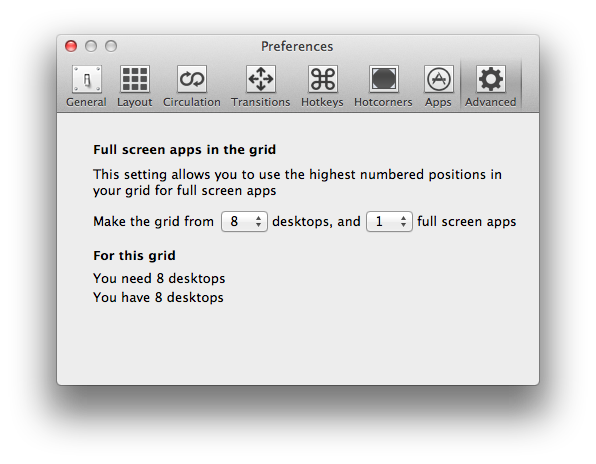 Preferences
General Layout Circulation Transitions Hotkeys Hotcorners Apps Advanced
Full screen apps in the grid
This setting allows you to use the highest numbered positions in
your grid for full screen apps
Make the grid from 8 desktops, and 1 full screen apps
For this grid
You need 8 desktops
You have 8 desktops